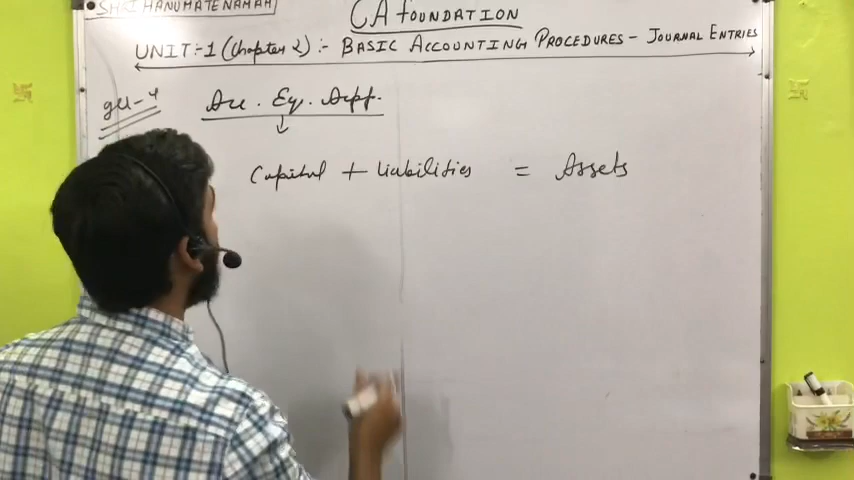 SHRI HANUMATE NAMAH
CA FOUNDATION
UNIT:-1 (Chapter 2) :- BASIC ACCOUNTING PROCEDURES - JOURNAL ENTRIES
Acc. Eq. App.
Capital + Liabilities = Assets